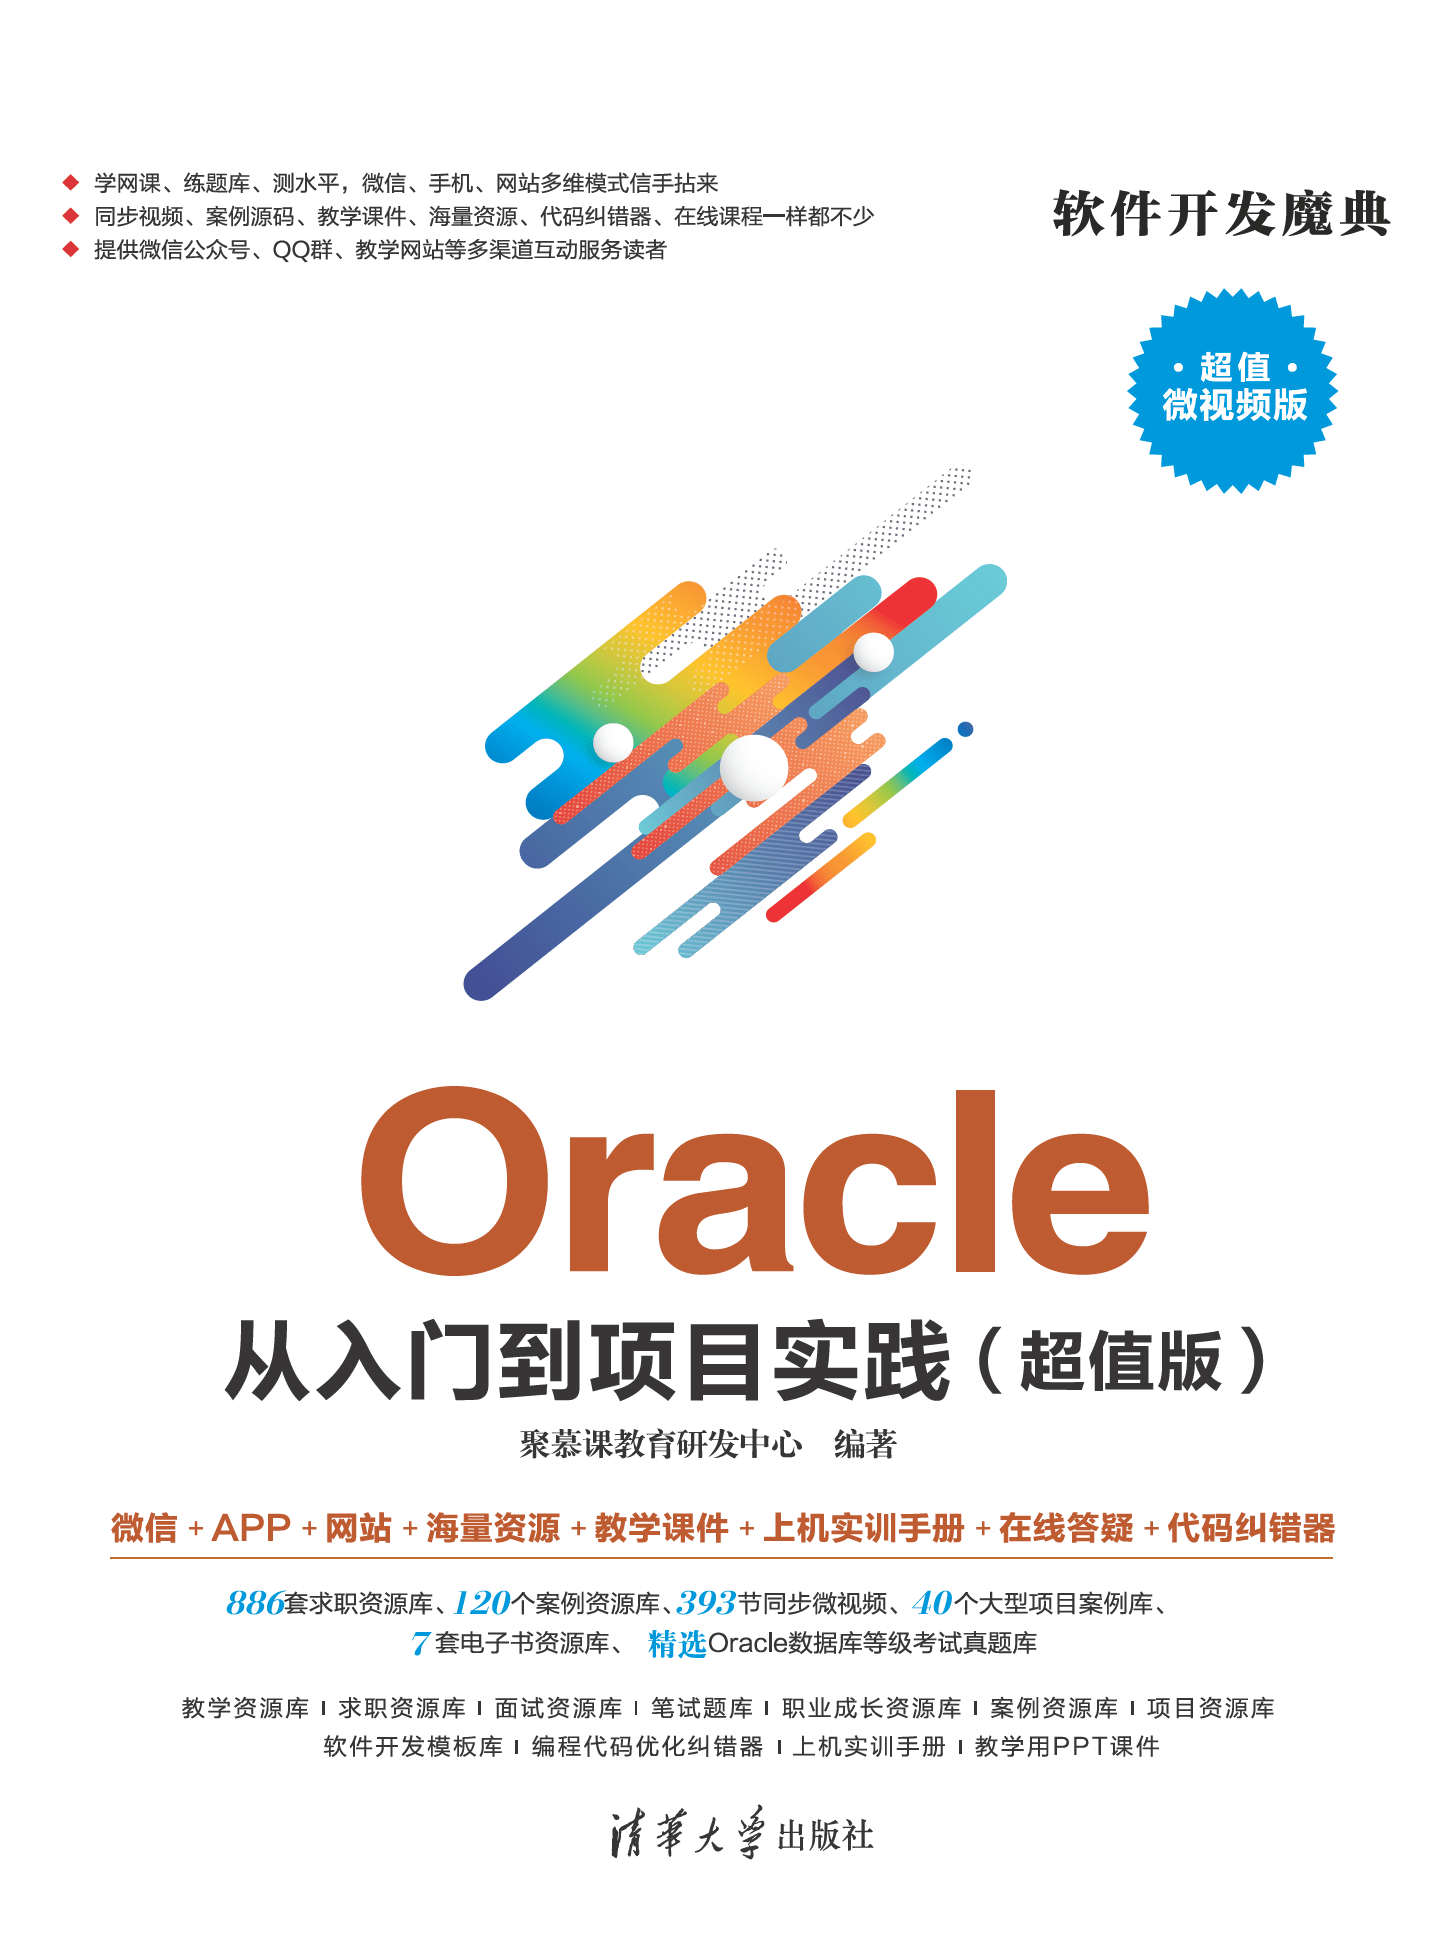 ◆ 学网课、练题库、测水平，微信、手机、网站多维模式信手拈来
◆ 同步视频、案例源码、教学课件、海量资源、代码纠错器、在线课程一样都不少
◆ 提供微信公众号、QQ群、教学网站等多渠道互动服务读者
软件开发魔典
·超值·
微视频版
Oracle
从入门到项目实践（超值版）
聚慕课教育研发中心 编著
微信+APP+网站+海量资源+教学课件+上机实训手册+在线答疑+代码纠错器
886套求职资源库、120个案例资源库、393节同步微视频、40个大型项目案例库、
7套电子书资源库、 精选Oracle数据库等级考试真题库
教学资源库 I 求职资源库 I 面试资源库 I 笔试题库 I 职业成长资源库 I 案例资源库 I 项目资源库
软件开发模板库 I 编程代码优化纠错器 I 上机实训手册 I 教学用PPT课件
清華大学出版社